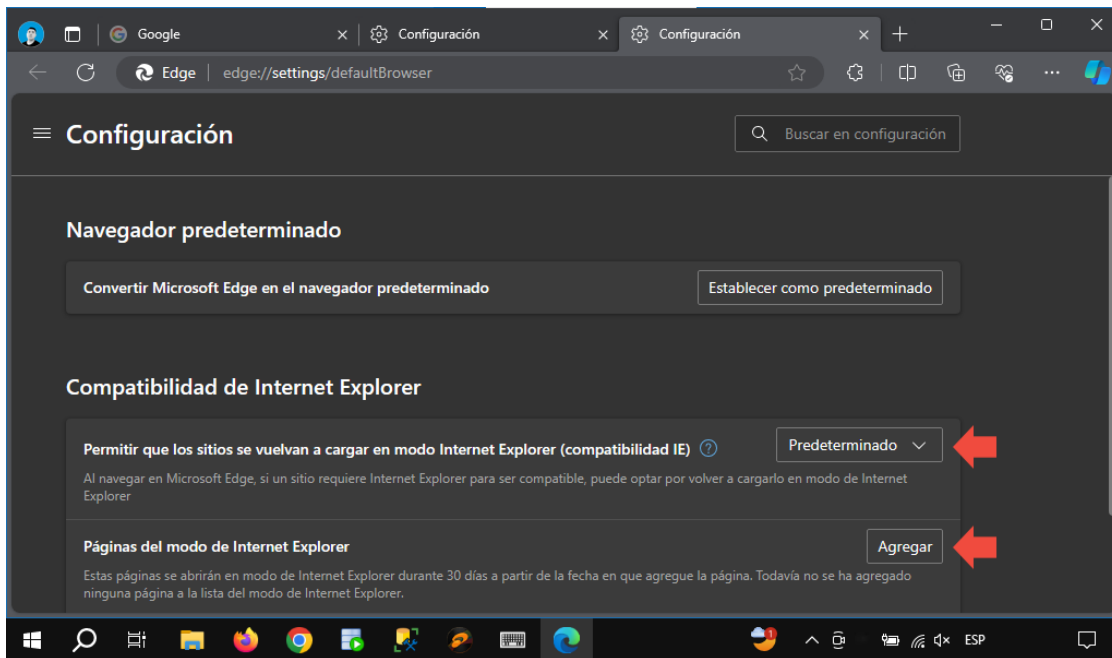 Google
Configuración
Configuración
Edge
edge://settings/defaultBrowser
Configuración
Buscar en configuración
Navegador predeterminado
Convertir Microsoft Edge en el navegador predeterminado
Establecer como predeterminado
Compatibilidad de Internet Explorer
Permitir que los sitios se vuelvan a cargar en modo Internet Explorer (compatibilidad IE)
Predeterminado
Al navegar en Microsoft Edge, si un sitio requiere Internet Explorer para ser compatible, puede optar por volver a cargarlo en modo de Internet
Explorer
Páginas del modo de Internet Explorer
Agregar
Estas páginas se abrirán en modo de Internet Explorer durante 30 días a partir de la fecha en que agregue la página. Todavía no se ha agregado
ninguna página a la lista del modo de Internet Explorer.
1
ESP